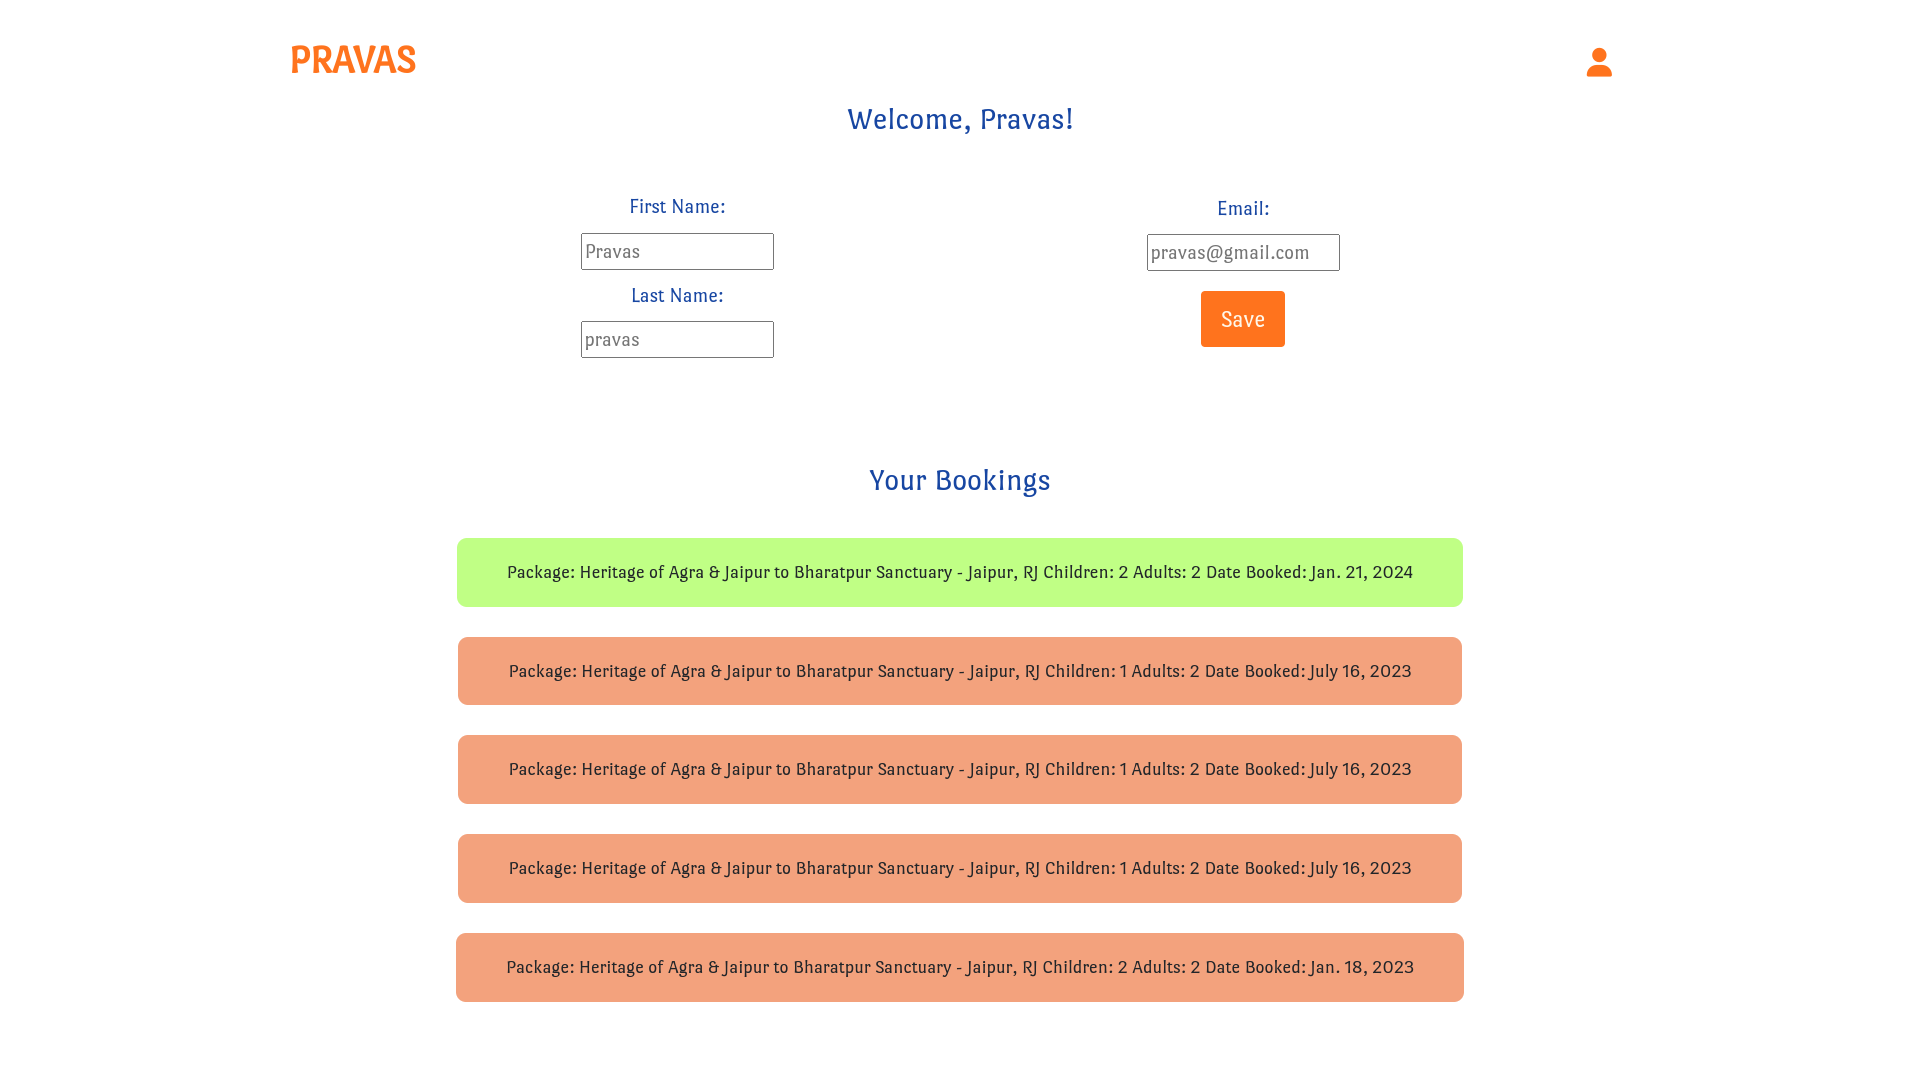 PRAVAS
Welcome, Pravas!
First Name:
Pravas
Last Name:
pravas
Email:
pravas@gmail.com
Save
Your Bookings
Package: Heritage of Agra & Jaipur to Bharatpur Sanctuary - Jaipur, RJ Children: 2 Adults: 2 Date Booked: Jan. 21, 2024
Package: Heritage of Agra & Jaipur to Bharatpur Sanctuary - Jaipur, RJ Children: 1 Adults: 2 Date Booked: July 16, 2023
Package: Heritage of Agra & Jaipur to Bharatpur Sanctuary - Jaipur, RJ Children: 1 Adults: 2 Date Booked: July 16, 2023
Package: Heritage of Agra & Jaipur to Bharatpur Sanctuary - Jaipur, RJ Children: 1 Adults: 2 Date Booked: July 16, 2023
Package: Heritage of Agra & Jaipur to Bharatpur Sanctuary - Jaipur, RJ Children: 2 Adults: 2 Date Booked: Jan. 18, 2023